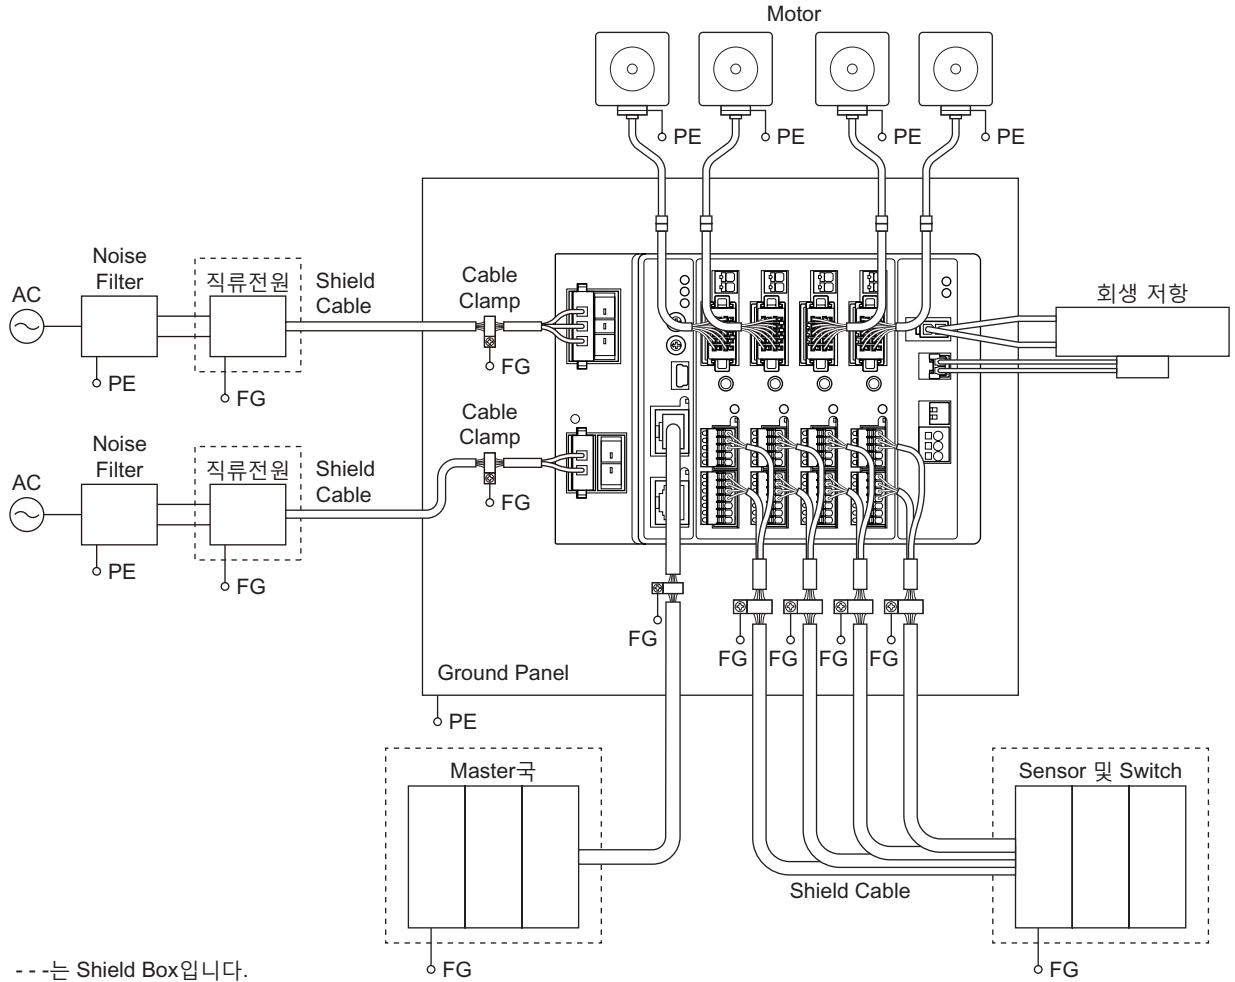 Motor
PE
PE
PE
PE
Noise
Filter
직류전원
Shield
Cable
Cable
Clamp
회생 저항
AC
FG
PE
FG
Cable
Clamp
Noise
Filter
직류전원
Shield
Cable
AC
FG
PE
FG
FG
FG
FG
FG
FG
Ground Panel
PE
Master국
Sensor 및 Switch
Shield Cable
- - -는 Shield Box입니다.
FG
FG